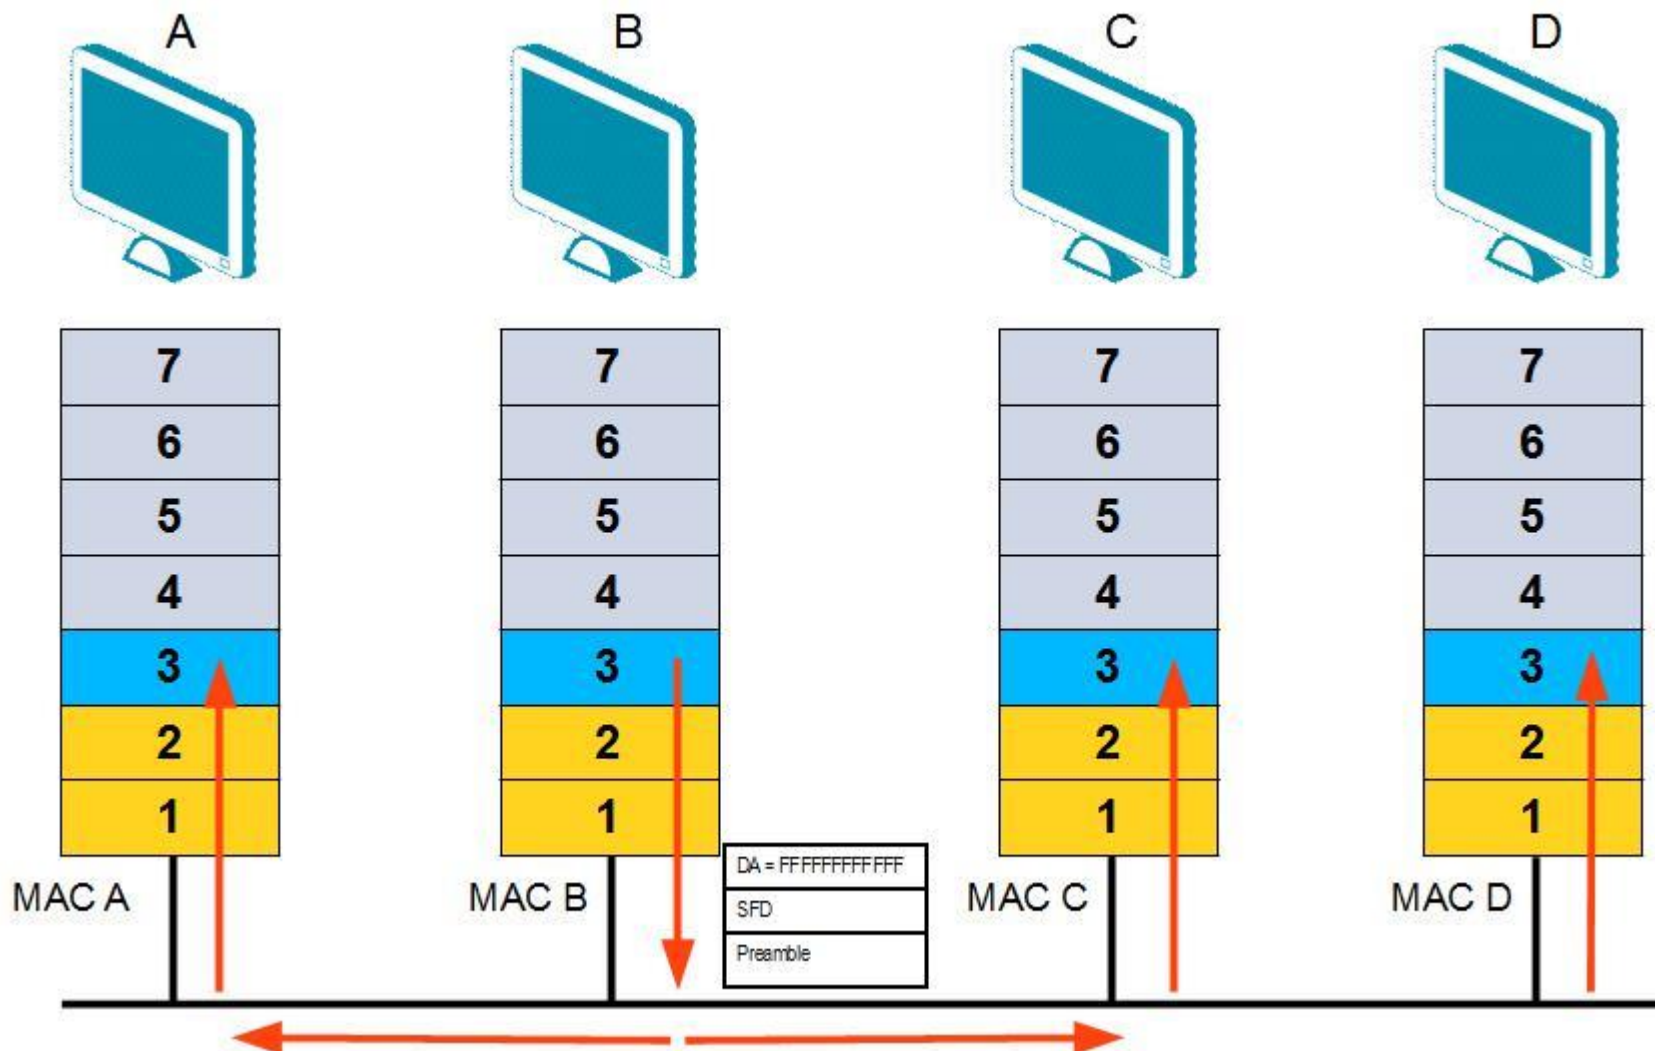 A B C D
7 7 7 7
6 6 6 6
5 5 5 5
4 4 4 4
3 3 3 3
2 2 2 2
1 1 1 1
DA = FFFFFFFFFFFF
MAC A MAC B SFD MAC C MAC D
Preamble